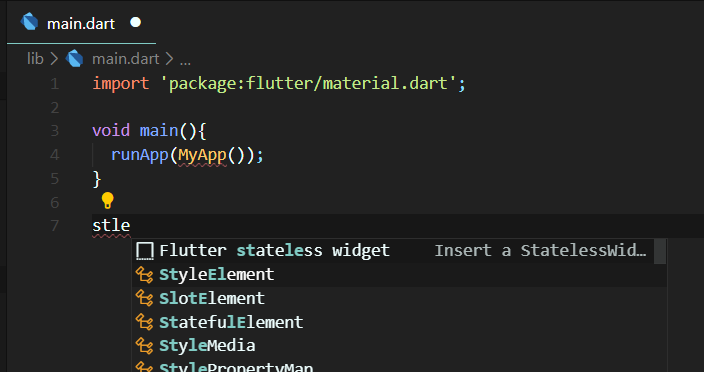 main.dart
lib > main.dart > ...
1 import 'package:flutter/material.dart';
2
3 void main(){
4 runApp(MyApp());
5 }
6
7 stle
Flutter stateless widget Insert a StatelessWid…
StyleElement
SlotElement
StatefulElement
StyleMedia
StylePropertyMap